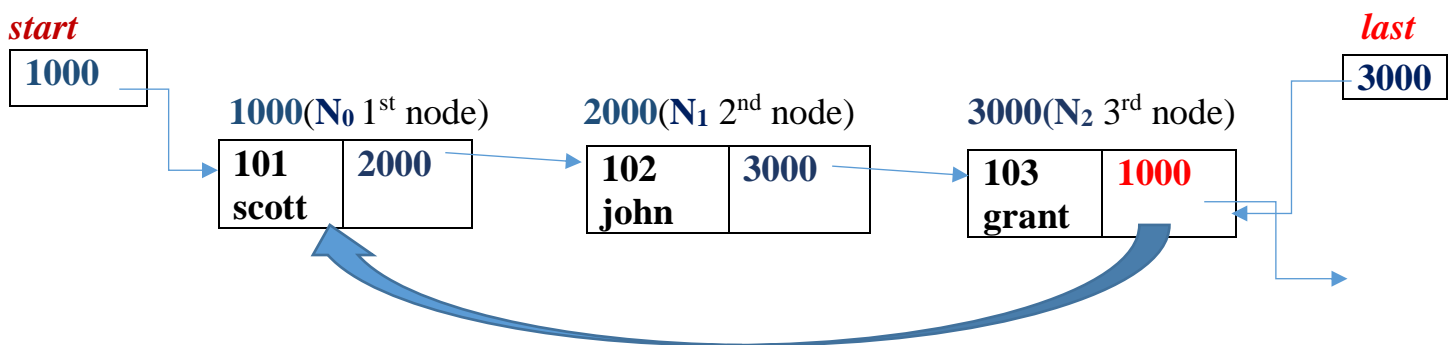 start last
1000 3000
1000(N₀ 1ˢᵗ node) 2000(N₁ 2ⁿᵈ node) 3000(N₂ 3ʳᵈ node)
101 2000 102 3000 103 1000
scott john grant